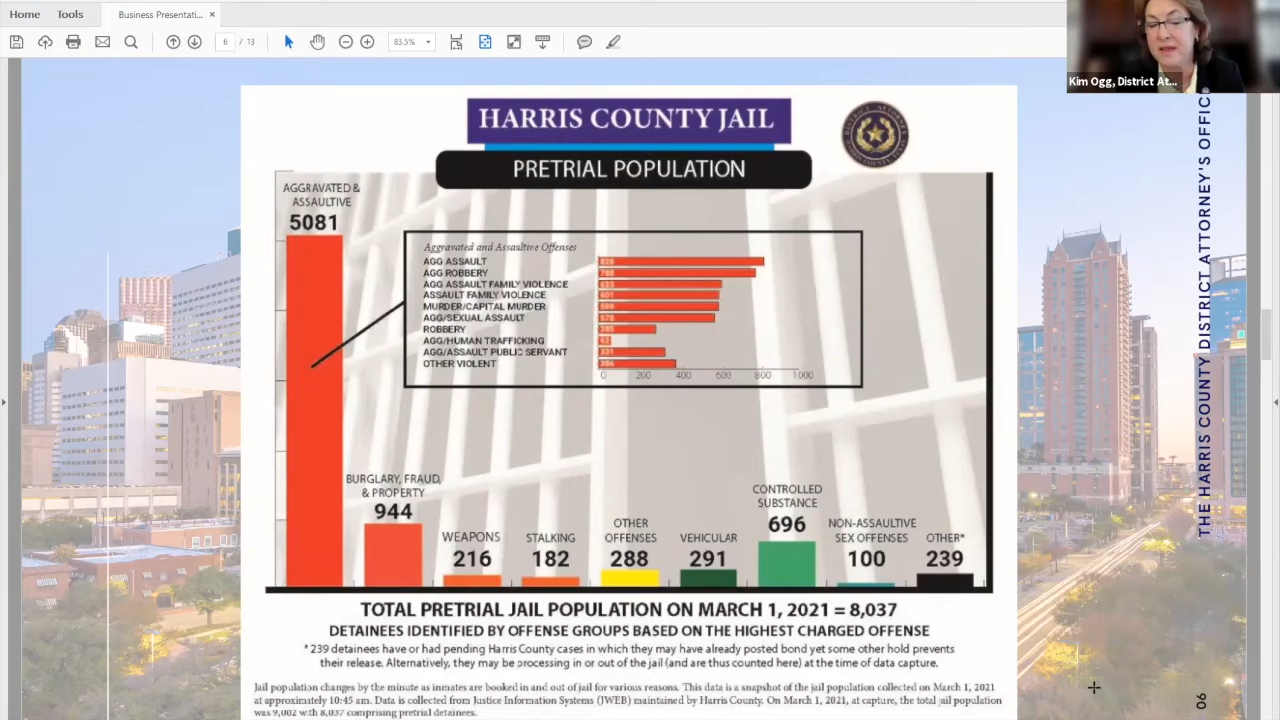 Home Tools Business Presentati... ×
6 / 13 83.5%
Kim Ogg, District At...
HARRIS COUNTY JAIL
PRETRIAL POPULATION
AGGRAVATED &
ASSAULTIVE
5081
Aggravated and Assaultive Offenses
AGG ASSAULT 828
AGG ROBBERY 788
AGG ASSAULT FAMILY VIOLENCE 623
ASSAULT FAMILY VIOLENCE 601
MURDER/CAPITAL MURDER 599
AGG/SEXUAL ASSAULT 578
ROBBERY 285
AGG/HUMAN TRAFFICKING
AGG/ASSAULT PUBLIC SERVANT 331
OTHER VIOLENT 386
0 200 400 600 800 1000
BURGLARY, FRAUD,
& PROPERTY
944
WEAPONS
216
STALKING
182
OTHER
OFFENSES
288
VEHICULAR
291
CONTROLLED
SUBSTANCE
696
NON-ASSAULTIVE
SEX OFFENSES
100
OTHER*
239
TOTAL PRETRIAL JAIL POPULATION ON MARCH 1, 2021 = 8,037
DETAINEES IDENTIFIED BY OFFENSE GROUPS BASED ON THE HIGHEST CHARGED OFFENSE
* 239 detainees have or had pending Harris County cases in which they may have already posted bond yet some other hold prevents
their release. Alternatively, they may be processing in or out of the jail (and are thus counted here) at the time of data capture.
Jail population changes by the minute as inmates are booked in and out of jail for various reasons. This data is a snapshot of the jail population collected on March 1, 2021
at approximately 10:45 am. Data is collected from Justice Information Systems (JWEB) maintained by Harris County. On March 1, 2021, at capture, the total jail population
was 9,002 with 8,037 comprising pretrial detainees.
THE HARRIS COUNTY DISTRICT ATTORNEY'S OFFIC
06